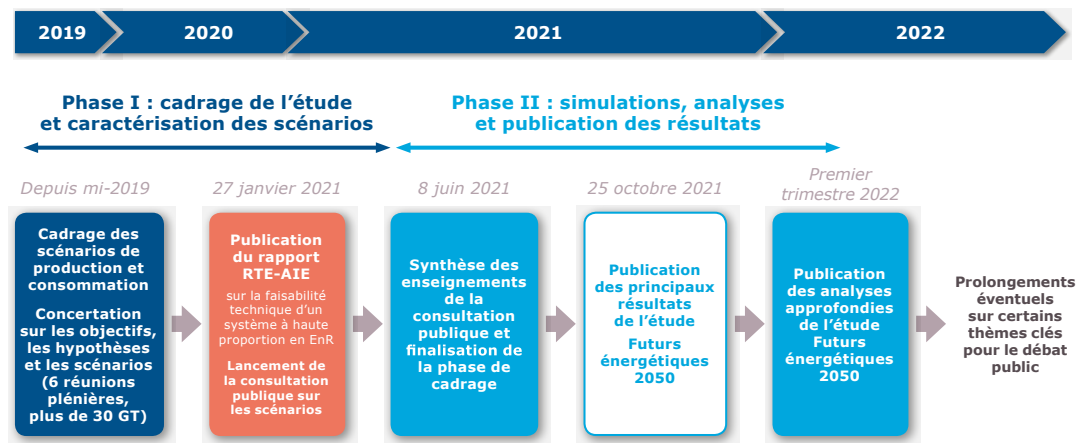 2019
2020
2021
2022
Phase I : cadrage de l’étude
et caractérisation des scénarios
Phase II : simulations, analyses
et publication des résultats
Depuis mi-2019
27 janvier 2021
8 juin 2021
25 octobre 2021
Premier
trimestre 2022
Cadrage des
scénarios de
production et
consommation
Concertation
sur les objectifs,
les hypothèses
et les scénarios
(6 réunions
plénières,
plus de 30 GT)
Publication
du rapport
RTE-AIE
sur la faisabilité
technique d’un
système à haute
proportion en EnR
Lancement de
la consultation
publique sur
les scénarios
Synthèse des
enseignements
de la
consultation
publique et
finalisation de
la phase de
cadrage
Publication
des principaux
résultats
de l’étude
Futurs
énergétiques
2050
Publication
des analyses
approfondies
de l’étude
Futurs
énergétiques
2050
Prolongements
éventuels
sur certains
thèmes clés
pour le débat
public